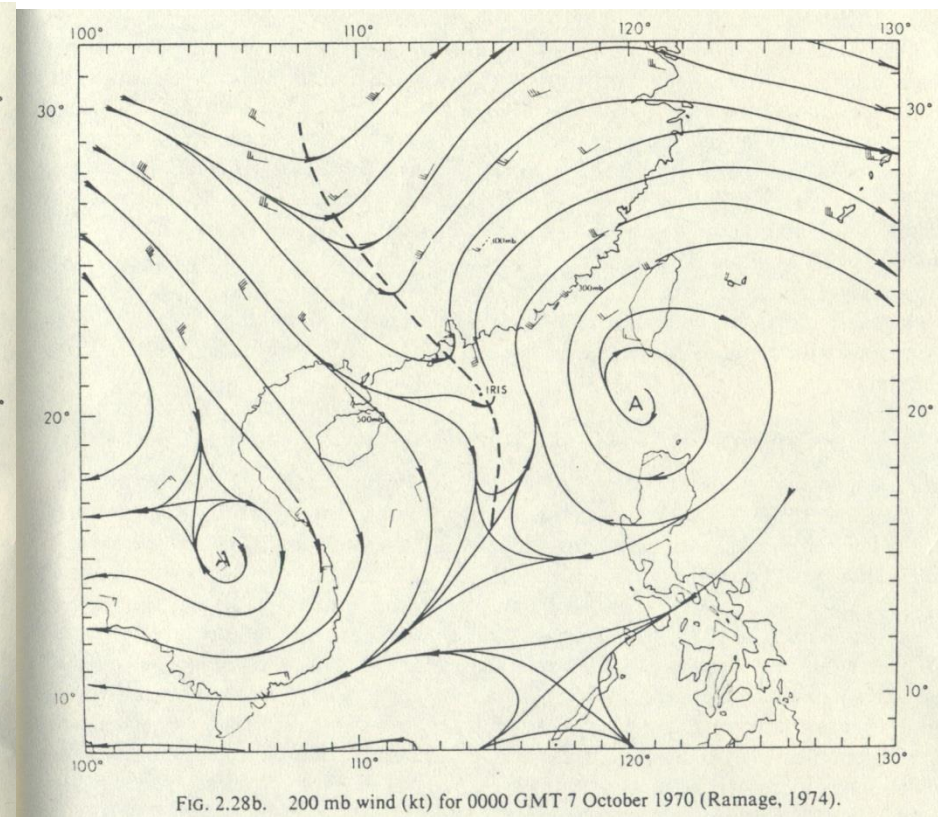 100° 110° 120° 130°
30° 30°
300mb
IRIS
A
20° 20°
500mb
10° 10°
100° 110° 120° 130°
FIG. 2.28b. 200 mb wind (kt) for 0000 GMT 7 October 1970 (Ramage, 1974).